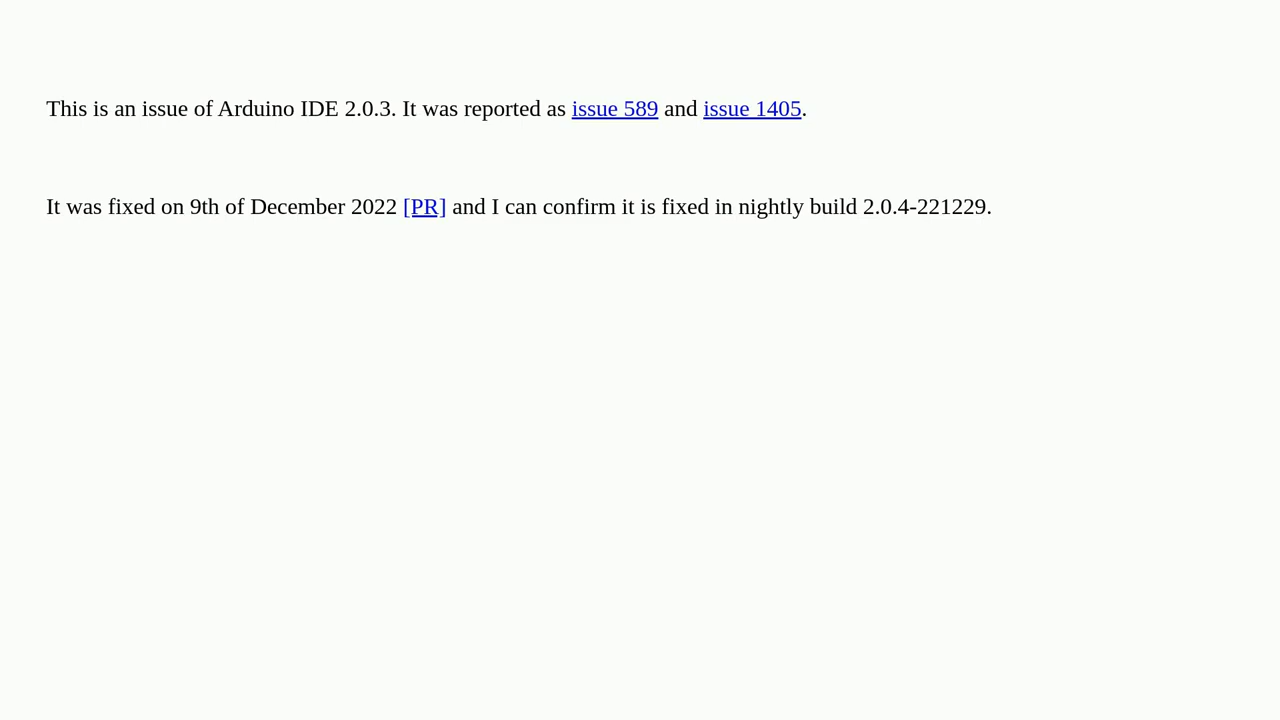 This is an issue of Arduino IDE 2.0.3. It was reported as issue 589 and issue 1405.
It was fixed on 9th of December 2022 [PR] and I can confirm it is fixed in nightly build 2.0.4-221229.